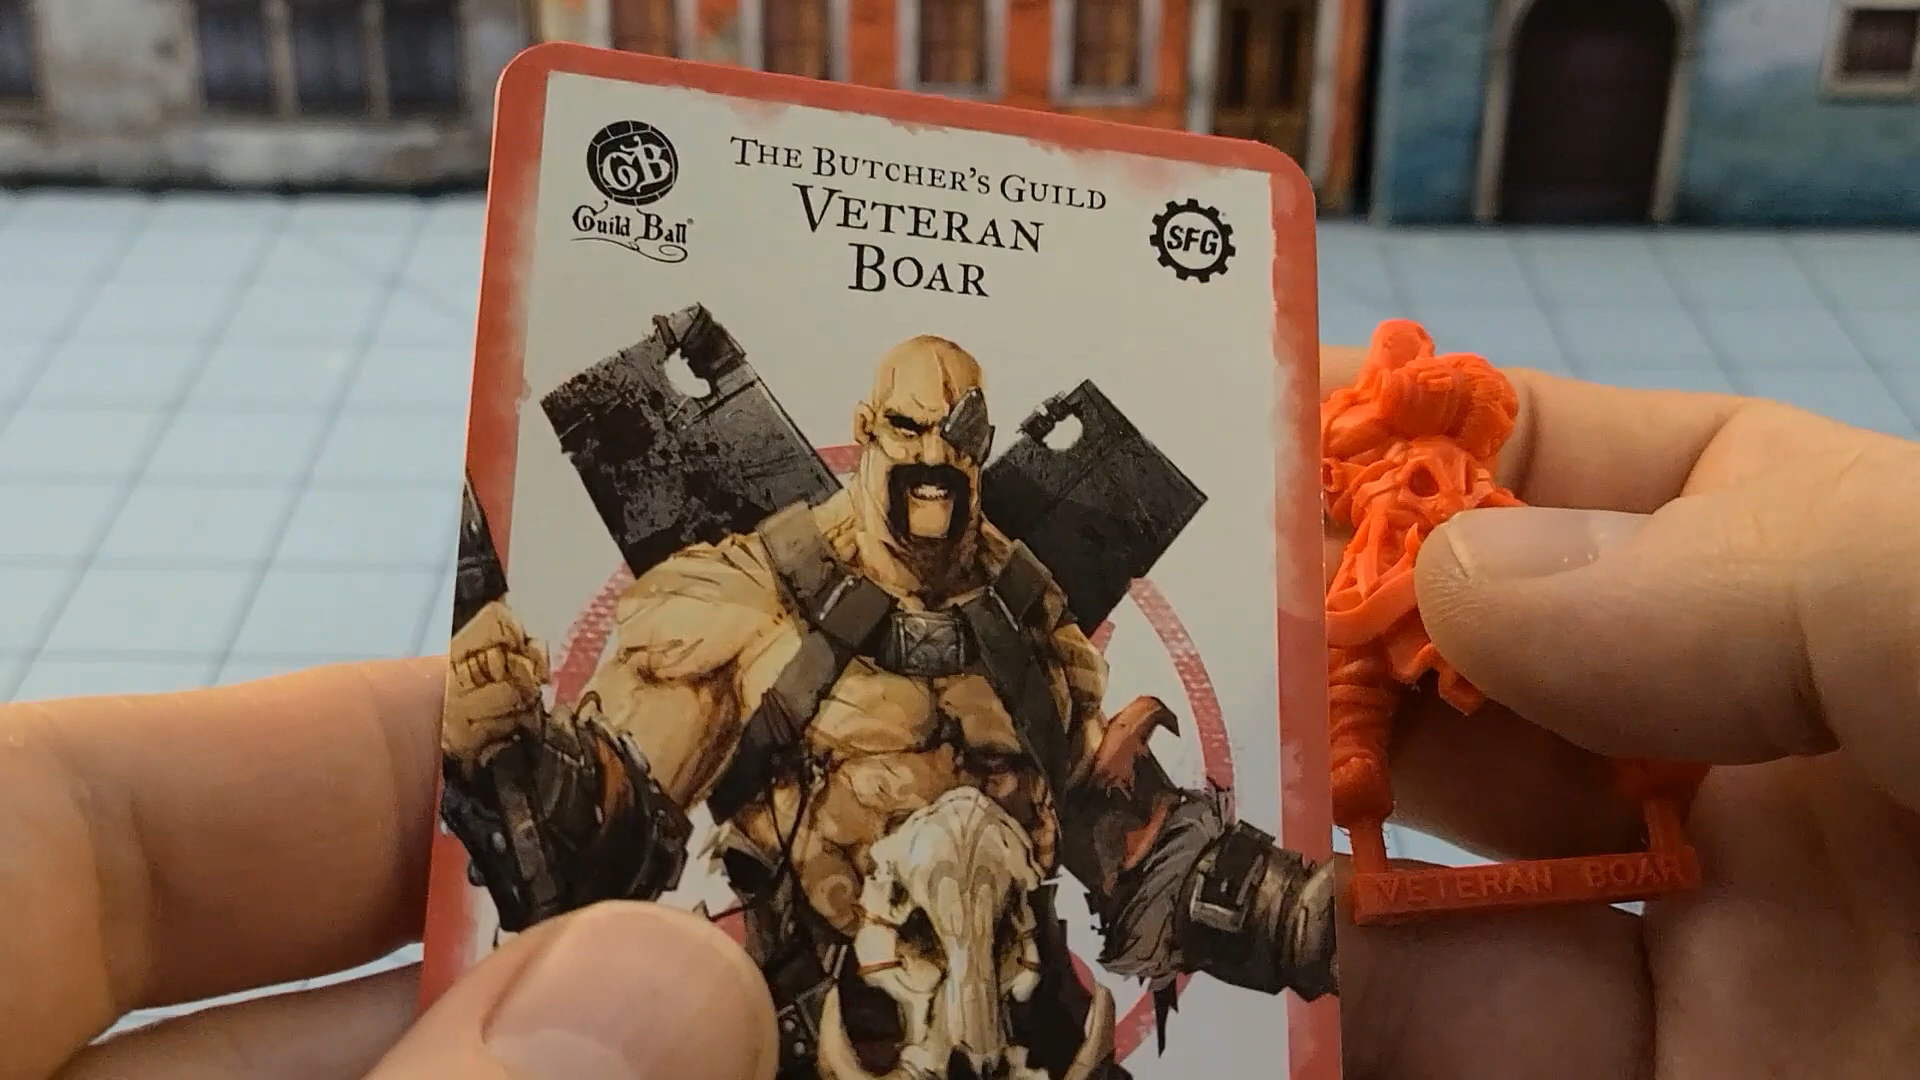 GB
Guild Ball
The Butcher's Guild
Veteran
Boar
SFG
VETERAN BOAR